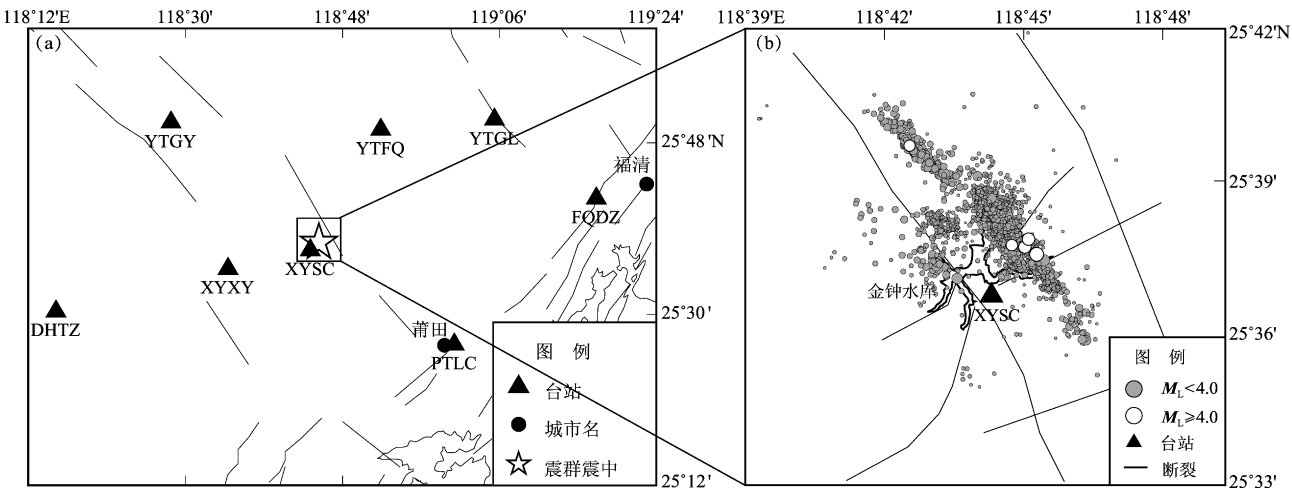 118°12′E 118°30′ 118°48′ 119°06′ 119°24′
(a)
YTGY
YTFQ
YTGL
25°48′N
福清
FQDZ
XYSC
XYXY
DHTZ
25°30′
莆田
PTLC
图 例
台站
城市名
震群震中
25°12′
118°39′E 118°42′ 118°45′ 118°48′
25°42′N
(b)
25°39′
金钟水库
XYSC
25°36′
图 例
ML<4.0
ML≥4.0
台站
断裂
25°33′